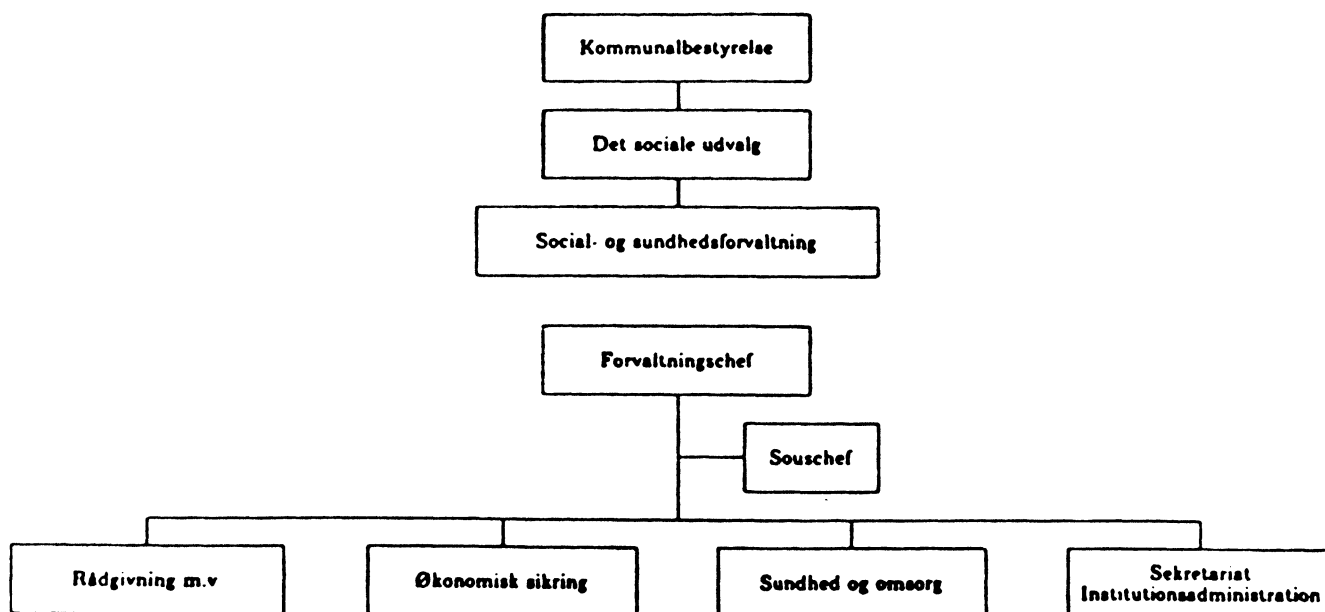 Kommunalbestyrelse
Det sociale udvalg
Social- og sundhedsforvaltning
Forvaltningschef
Souschef
Rådgivning m.v
Økonomisk sikring
Sundhed og omsorg
Sekretariat
Institutionsadministration